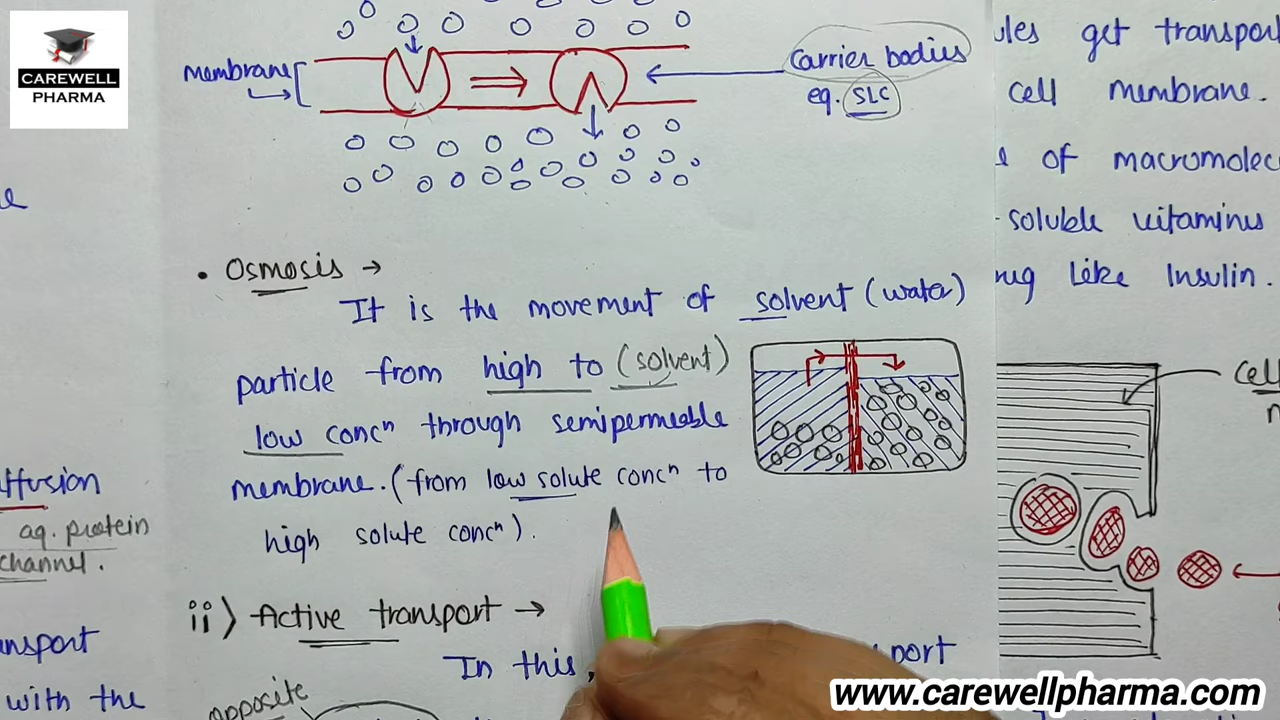 CAREWELL
PHARMA
membrane
carrier bodies
eg. SLC
• Osmosis →
It is the movement of solvent (water)
particle from high to (solvent)
low concⁿ through semipermeable
membrane. (from low solute concⁿ to
high solute concⁿ).
ii) Active transport →
In this,
port
opposite
ffusion
aq. protein
channel.
nsport
with the
ules get transport
cell membrane.
of macromolec
-soluble vitamins
rug Like Insulin.
cell
www.carewellpharma.com